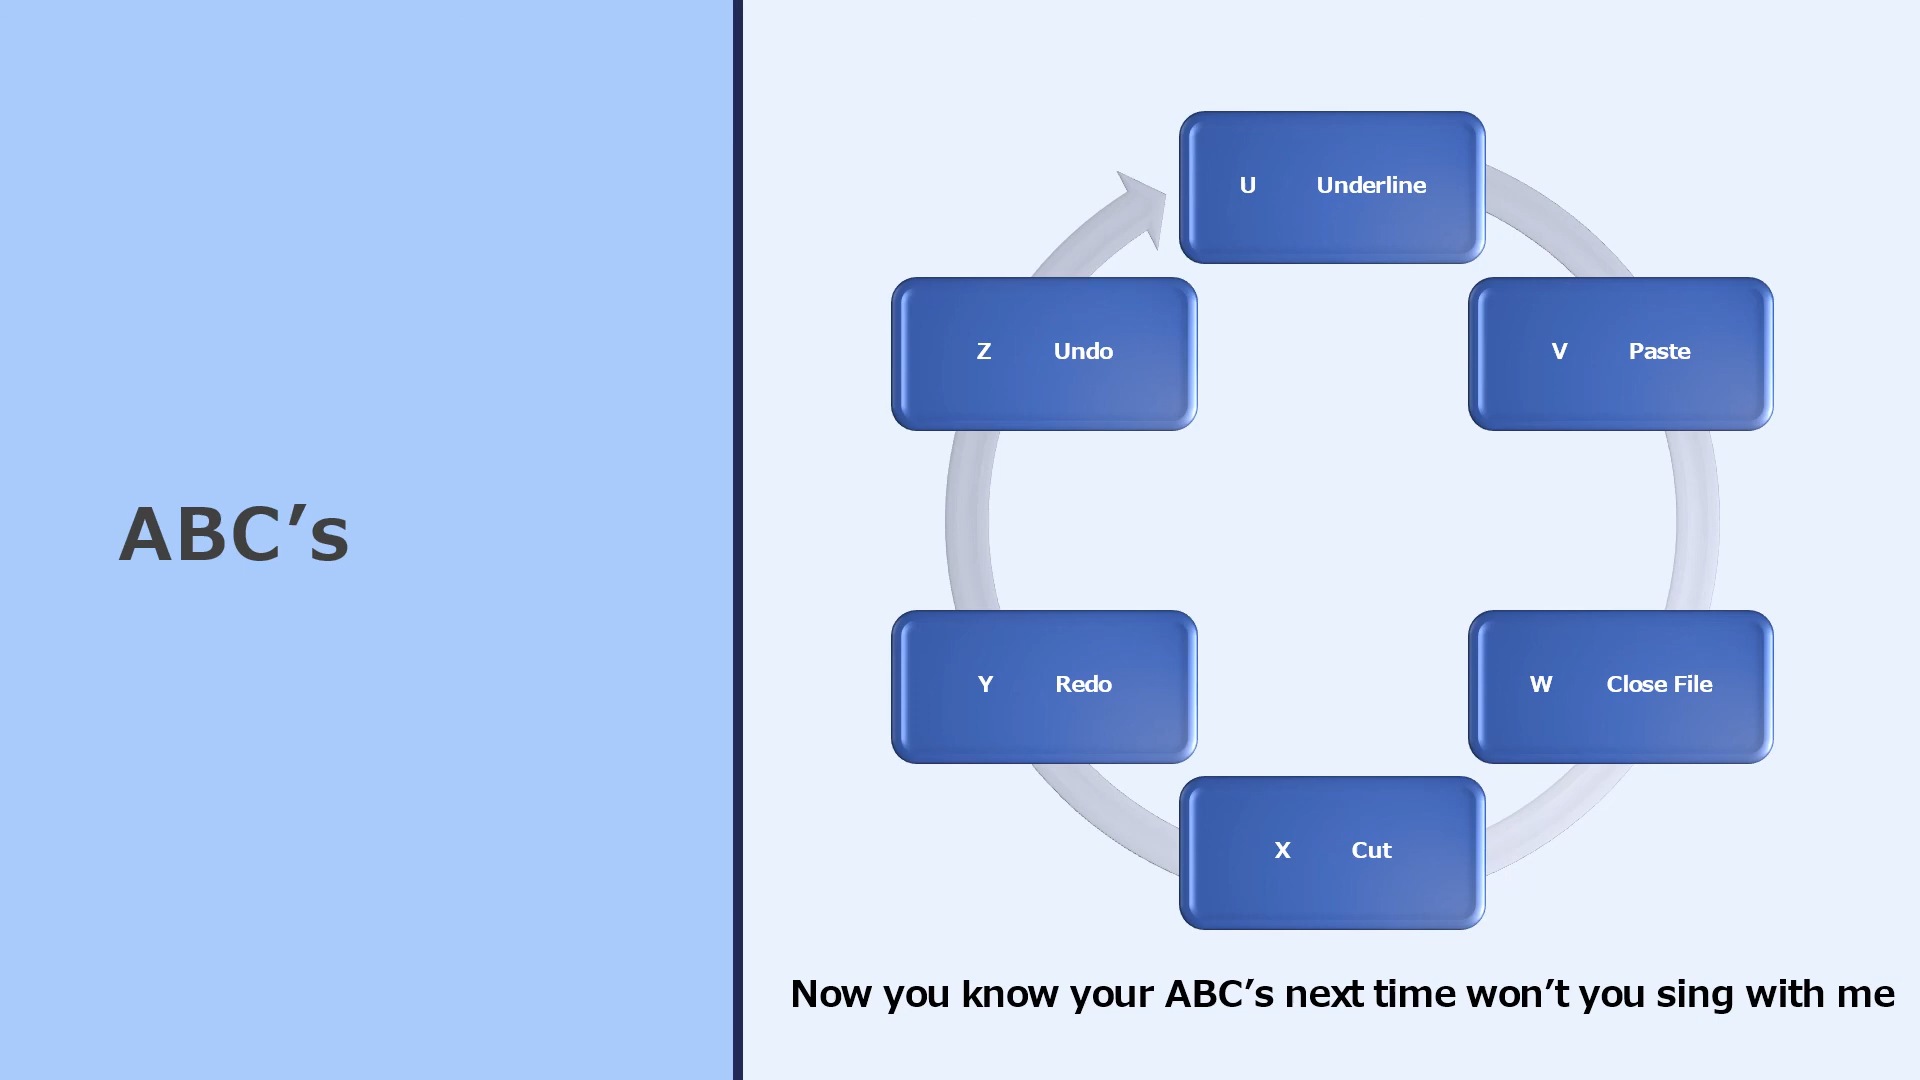 ABC’s
U Underline
V Paste
W Close File
X Cut
Y Redo
Z Undo
Now you know your ABC’s next time won’t you sing with me